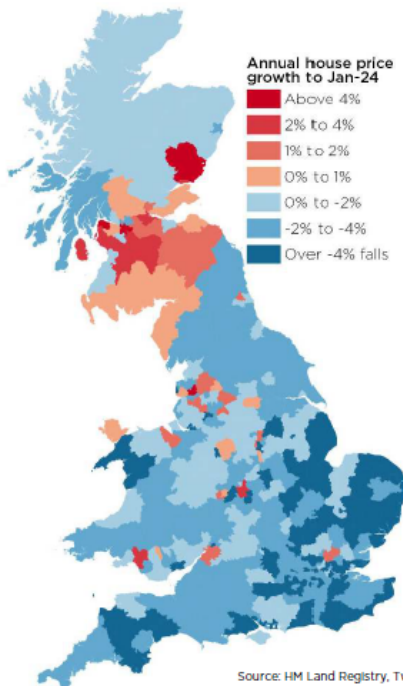 Annual house price
growth to Jan-24
Above 4%
2% to 4%
1% to 2%
0% to 1%
0% to -2%
-2% to -4%
Over -4% falls
Source: HM Land Registry,